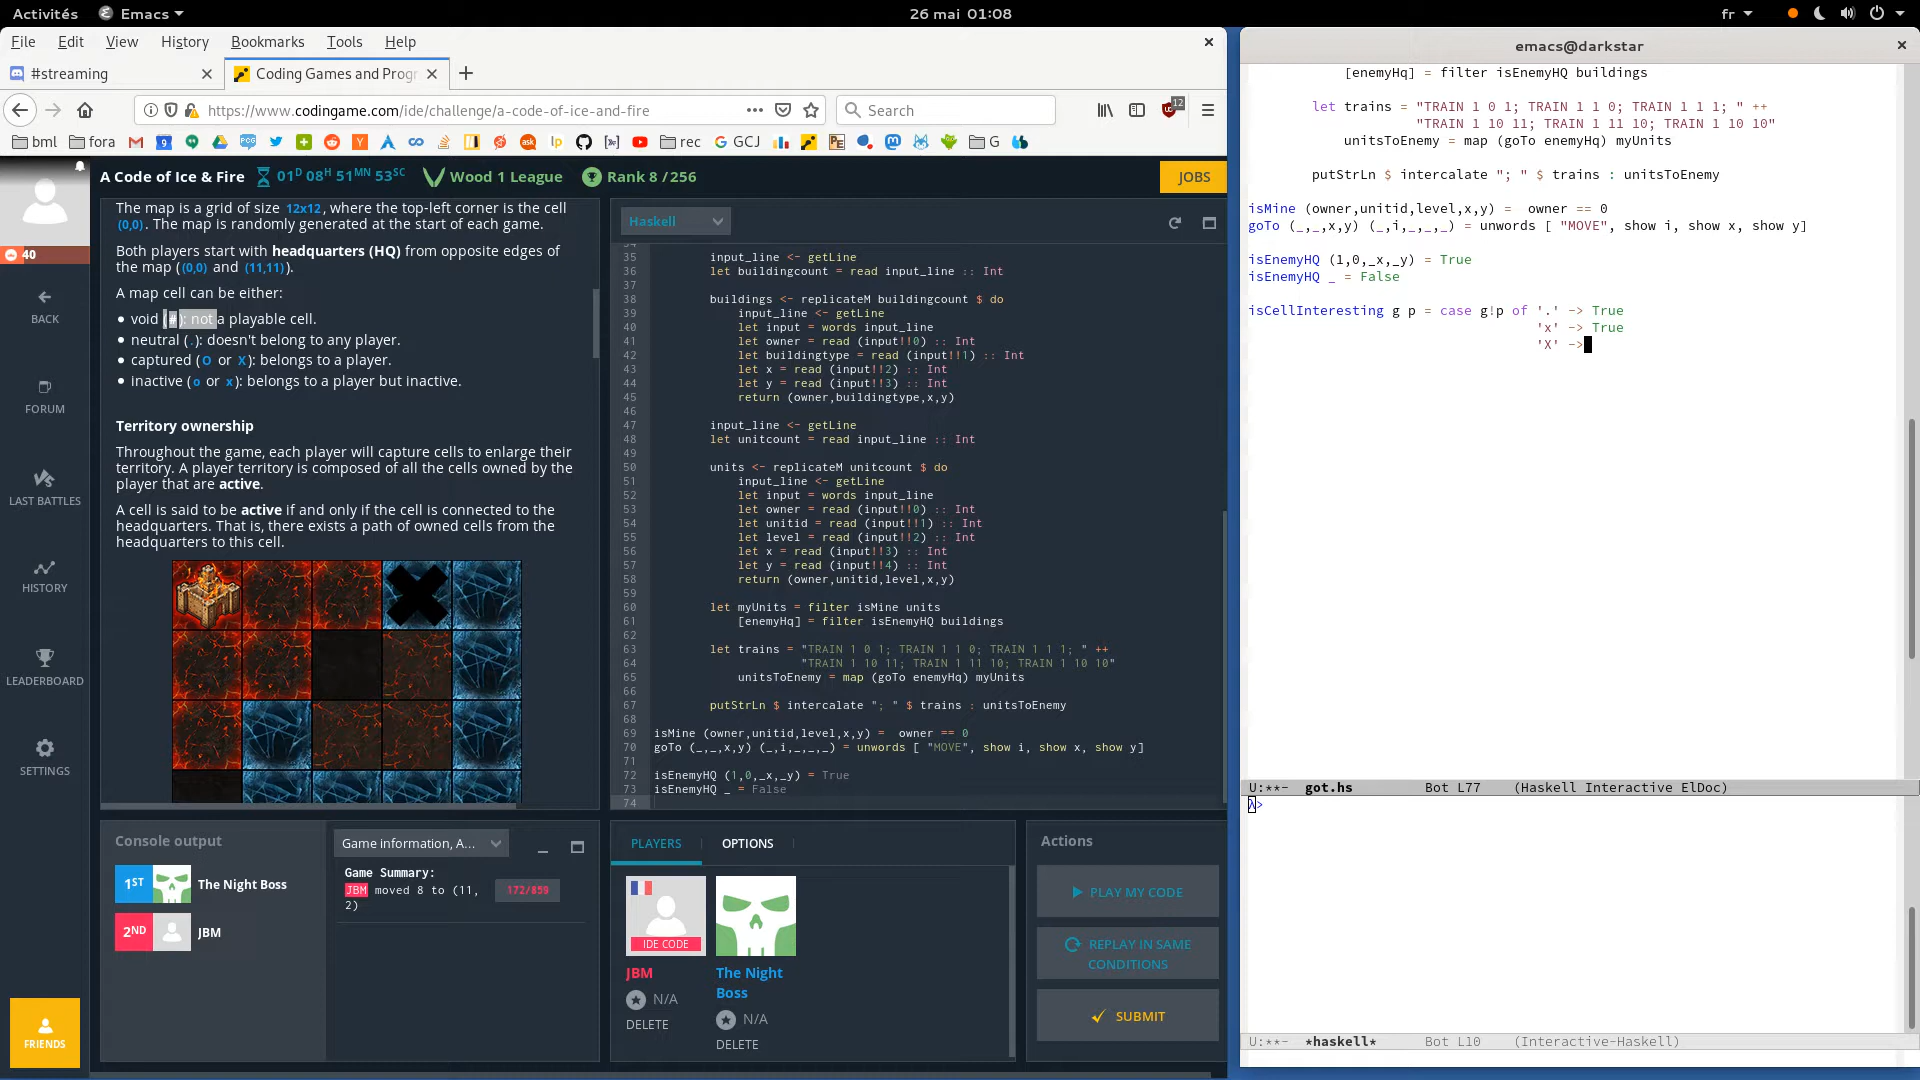 Activités
Emacs
26 mai 01:08
fr
File Edit View History Bookmarks Tools Help
#streaming
Coding Games and Progr
https://www.codingame.com/ide/challenge/a-code-of-ice-and-fire
Search
12
bml
fora
rec
GCJ
G
A Code of Ice & Fire
01D 08H 51MN 53SC
Wood 1 League
Rank 8 / 256
JOBS
40
BACK
FORUM
LAST BATTLES
HISTORY
LEADERBOARD
SETTINGS
FRIENDS
The map is a grid of size 12x12, where the top-left corner is the cell
(0,0). The map is randomly generated at the start of each game.
Both players start with headquarters (HQ) from opposite edges of
the map ((0,0) and (11,11)).
A map cell can be either:
• void (#): not a playable cell.
• neutral (.): doesn't belong to any player.
• captured (O or X): belongs to a player.
• inactive (o or x): belongs to a player but inactive.
Territory ownership
Throughout the game, each player will capture cells to enlarge their
territory. A player territory is composed of all the cells owned by the
player that are active.
A cell is said to be active if and only if the cell is connected to the
headquarters. That is, there exists a path of owned cells from the
headquarters to this cell.
Haskell
34
35 input_line <- getLine
36 let buildingcount = read input_line :: Int
37
38 buildings <- replicateM buildingcount $ do
39 input_line <- getLine
40 let input = words input_line
41 let owner = read (input!!0) :: Int
42 let buildingtype = read (input!!1) :: Int
43 let x = read (input!!2) :: Int
44 let y = read (input!!3) :: Int
45 return (owner,buildingtype,x,y)
46
47 input_line <- getLine
48 let unitcount = read input_line :: Int
49
50 units <- replicateM unitcount $ do
51 input_line <- getLine
52 let input = words input_line
53 let owner = read (input!!0) :: Int
54 let unitid = read (input!!1) :: Int
55 let level = read (input!!2) :: Int
56 let x = read (input!!3) :: Int
57 let y = read (input!!4) :: Int
58 return (owner,unitid,level,x,y)
59
60 let myUnits = filter isMine units
61 [enemyHq] = filter isEnemyHQ buildings
62
63 let trains = "TRAIN 1 0 1; TRAIN 1 1 0; TRAIN 1 1 1; " ++
64 "TRAIN 1 10 11; TRAIN 1 11 10; TRAIN 1 10 10"
65 unitsToEnemy = map (goTo enemyHq) myUnits
66
67 putStrLn $ intercalate "; " $ trains : unitsToEnemy
68
69 isMine (owner,unitid,level,x,y) =  owner == 0
70 goTo (_,_,x,y) (_,i,_,_,_) = unwords [ "MOVE", show i, show x, show y]
71
72 isEnemyHQ (1,0,_x,_y) = True
73 isEnemyHQ _ = False
74
Console output
1ST The Night Boss
2ND JBM
Game information, A...
Game Summary:
JBM moved 8 to (11,
2)
172/859
PLAYERS
OPTIONS
IDE CODE
JBM
N/A
DELETE
The Night
Boss
N/A
DELETE
Actions
PLAY MY CODE
REPLAY IN SAME
CONDITIONS
SUBMIT
emacs@darkstar
[enemyHq] = filter isEnemyHQ buildings
let trains = "TRAIN 1 0 1; TRAIN 1 1 0; TRAIN 1 1 1; " ++
"TRAIN 1 10 11; TRAIN 1 11 10; TRAIN 1 10 10"
unitsToEnemy = map (goTo enemyHq) myUnits
putStrLn $ intercalate "; " $ trains : unitsToEnemy
isMine (owner,unitid,level,x,y) =  owner == 0
goTo (_,_,x,y) (_,i,_,_,_) = unwords [ "MOVE", show i, show x, show y]
isEnemyHQ (1,0,_x,_y) = True
isEnemyHQ _ = False
isCellInteresting g p = case g!p of '.' -> True
'x' -> True
'X' ->
U:**- got.hs Bot L77 (Haskell Interactive ElDoc)
λ>
U:**- *haskell* Bot L10 (Interactive-Haskell)